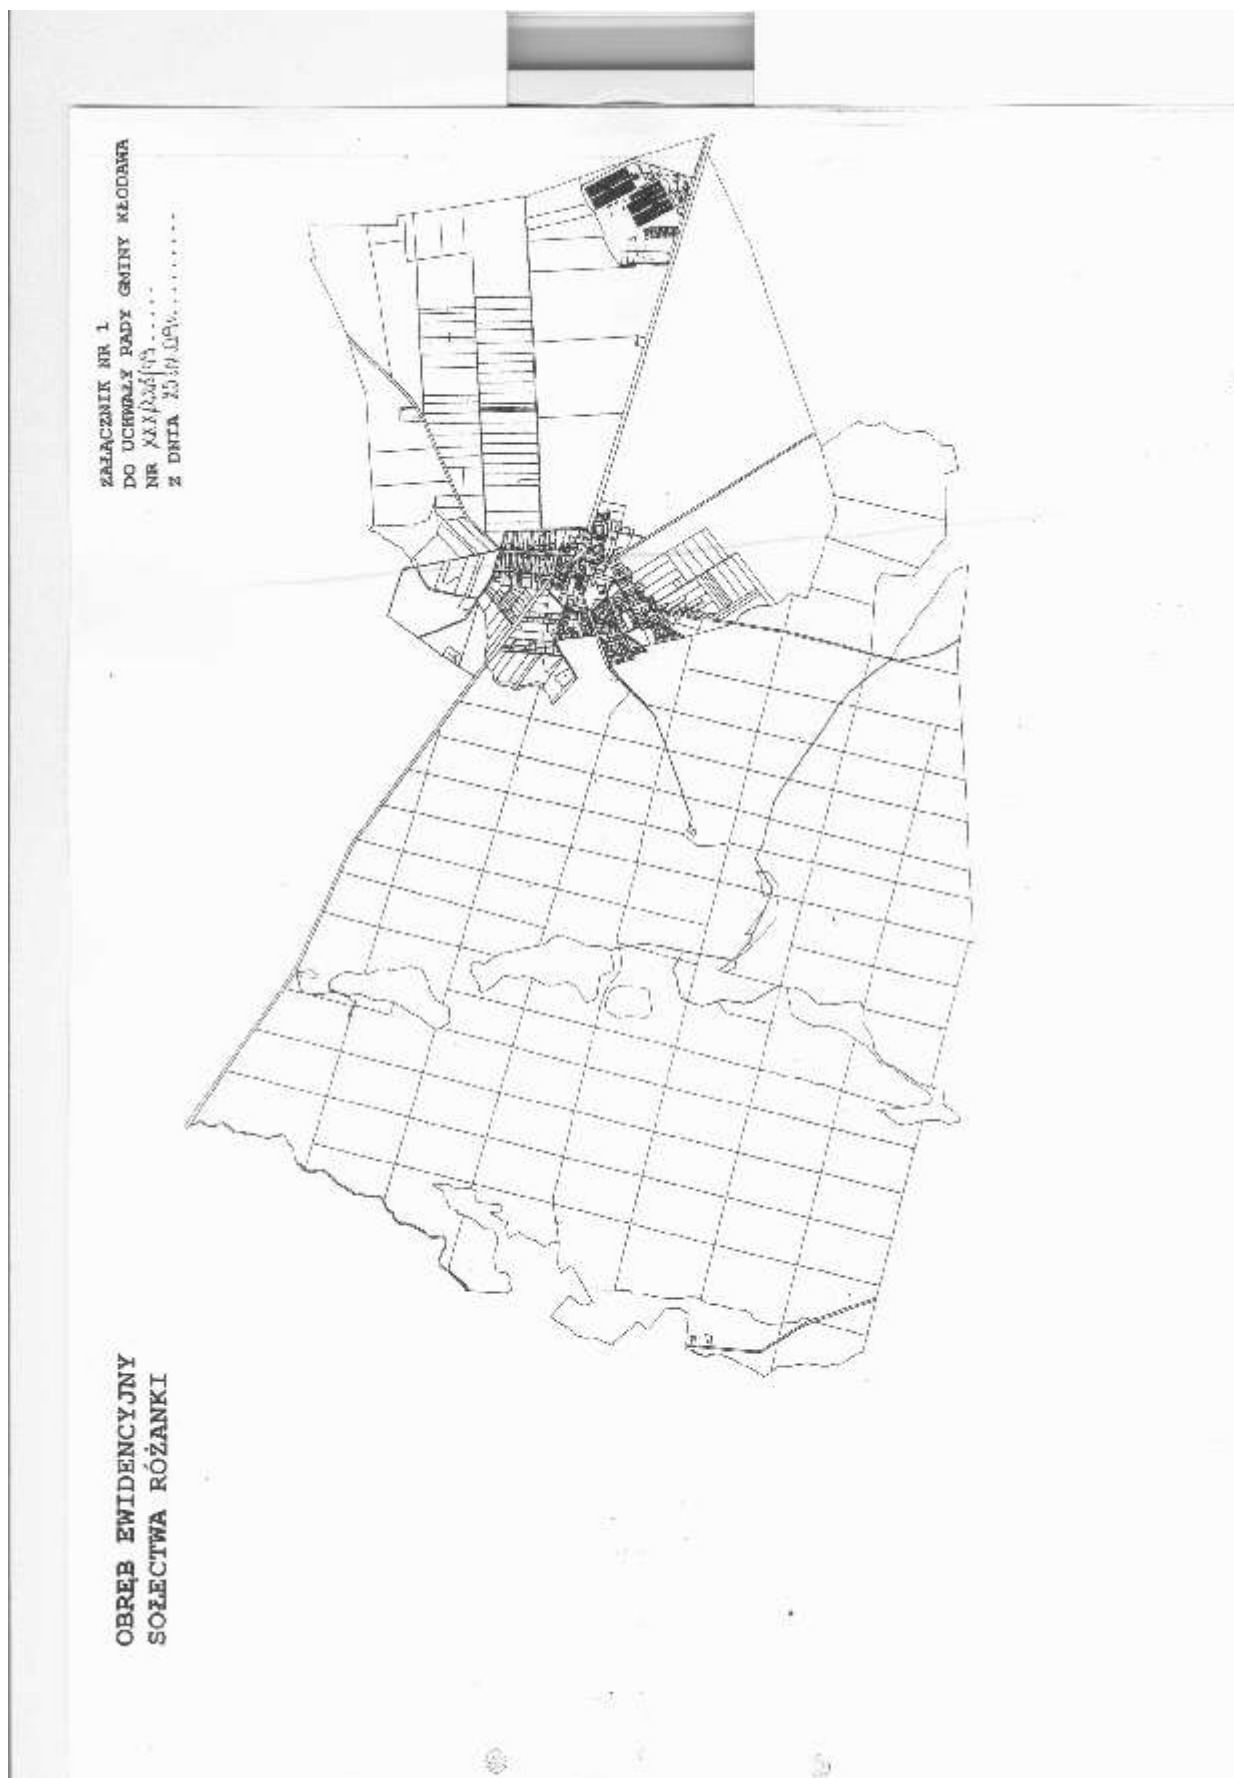 OBRĘB EWIDENCYJNY
SOŁECTWA RÓŻANKI
ZAŁĄCZNIK NR 1
DO UCHWAŁY RADY GMINY KŁODAWA
NR
Z DNIA